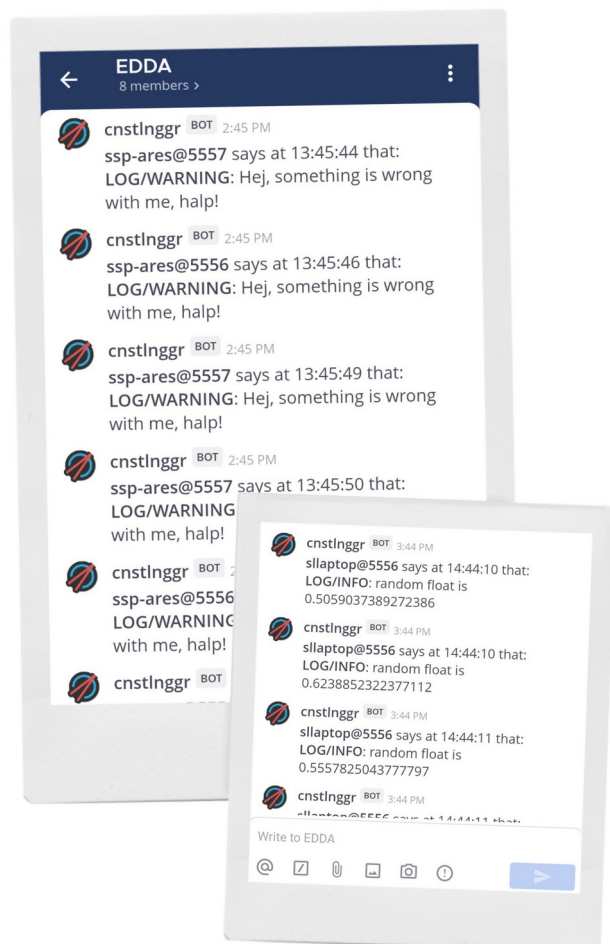 EDDA
8 members >
cnstlnggr BOT 2:45 PM
ssp-ares@5557 says at 13:45:44 that:
LOG/WARNING: Hej, something is wrong
with me, halp!
cnstlnggr BOT 2:45 PM
ssp-ares@5556 says at 13:45:46 that:
LOG/WARNING: Hej, something is wrong
with me, halp!
cnstlnggr BOT 2:45 PM
ssp-ares@5557 says at 13:45:49 that:
LOG/WARNING: Hej, something is wrong
with me, halp!
cnstlnggr BOT 2:45 PM
ssp-ares@5557 says at 13:45:50 that:
LOG/WARNING
with me, halp!
cnstlnggr BOT 2
ssp-ares@5556
LOG/WARNING
with me, halp!
cnstlnggr BOT
cnstlnggr BOT 3:44 PM
sllaptop@5556 says at 14:44:10 that:
LOG/INFO: random float is
0.5059037389272386
cnstlnggr BOT 3:44 PM
sllaptop@5556 says at 14:44:10 that:
LOG/INFO: random float is
0.6238852322377112
cnstlnggr BOT 3:44 PM
sllaptop@5556 says at 14:44:11 that:
LOG/INFO: random float is
0.5557825043777797
cnstlnggr BOT 3:44 PM
sllaptop@5556 says at 14:44:11 that:
Write to EDDA